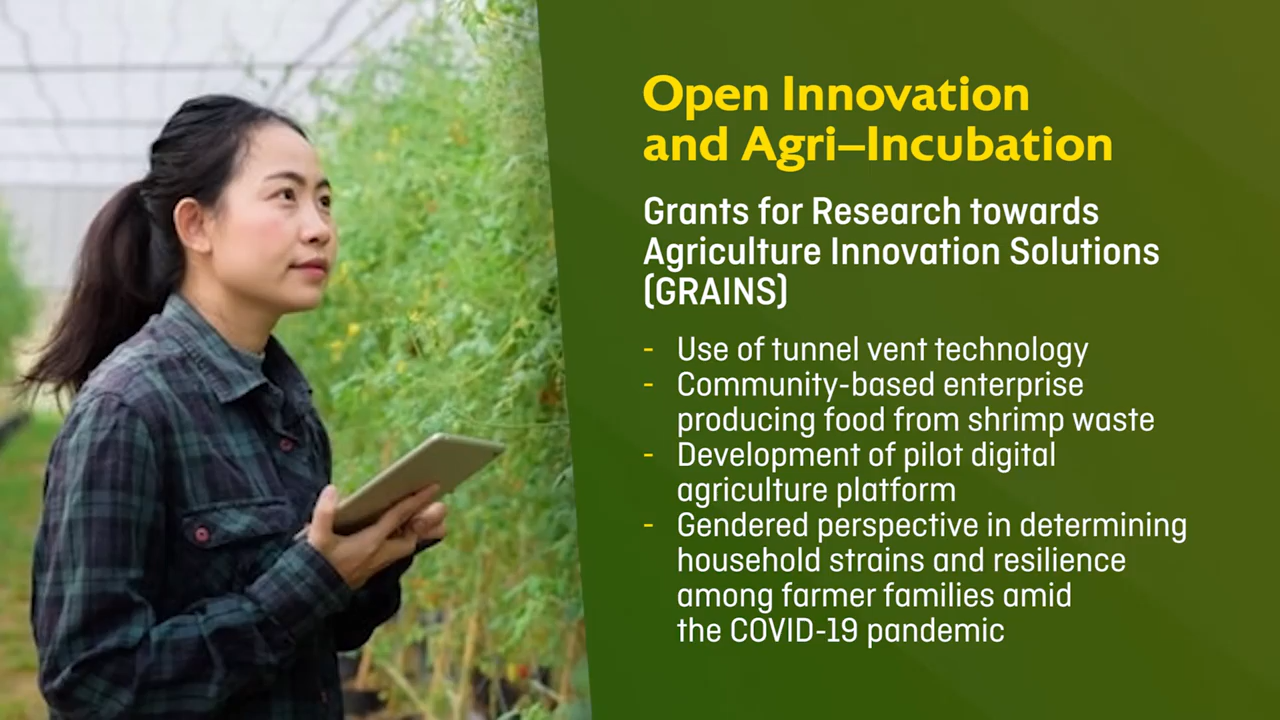 Open Innovation
and Agri–Incubation
Grants for Research towards
Agriculture Innovation Solutions
(GRAINS)
- Use of tunnel vent technology
- Community-based enterprise
producing food from shrimp waste
- Development of pilot digital
agriculture platform
- Gendered perspective in determining
household strains and resilience
among farmer families amid
the COVID-19 pandemic